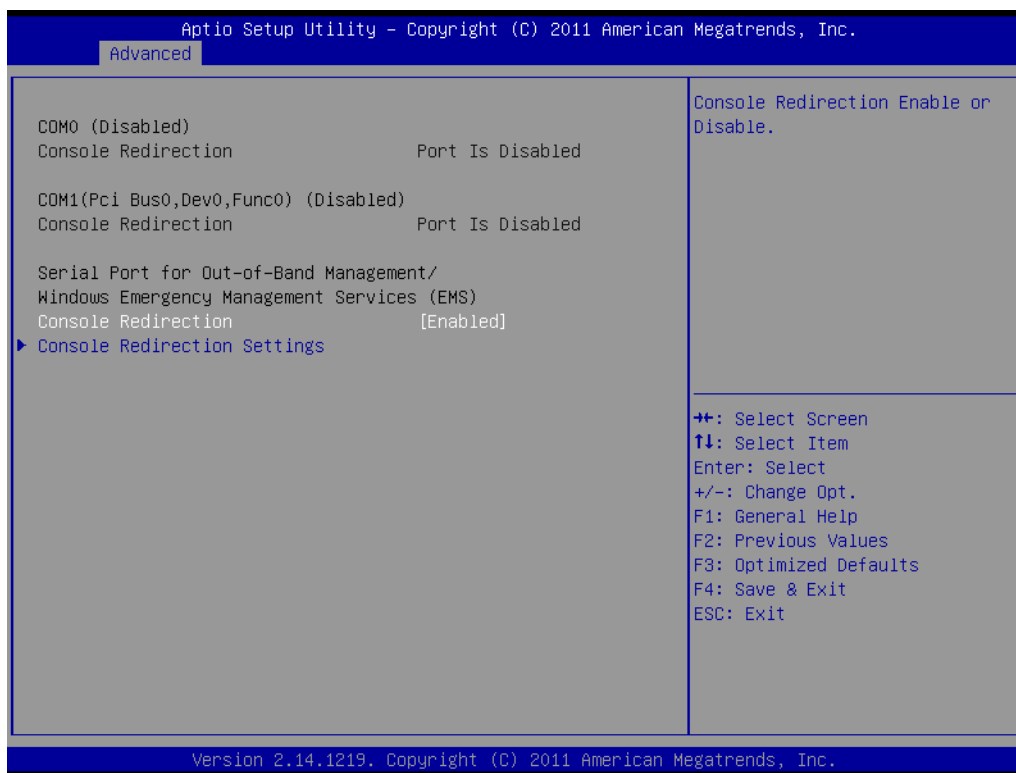 Aptio Setup Utility – Copyright (C) 2011 American Megatrends, Inc.
Advanced
COM0 (Disabled)
Console Redirection Port Is Disabled
COM1(Pci Bus0,Dev0,Func0) (Disabled)
Console Redirection Port Is Disabled
Serial Port for Out-of-Band Management/
Windows Emergency Management Services (EMS)
Console Redirection [Enabled]
► Console Redirection Settings
Console Redirection Enable or
Disable.
→←: Select Screen
↑↓: Select Item
Enter: Select
+/-: Change Opt.
F1: General Help
F2: Previous Values
F3: Optimized Defaults
F4: Save & Exit
ESC: Exit
Version 2.14.1219. Copyright (C) 2011 American Megatrends, Inc.